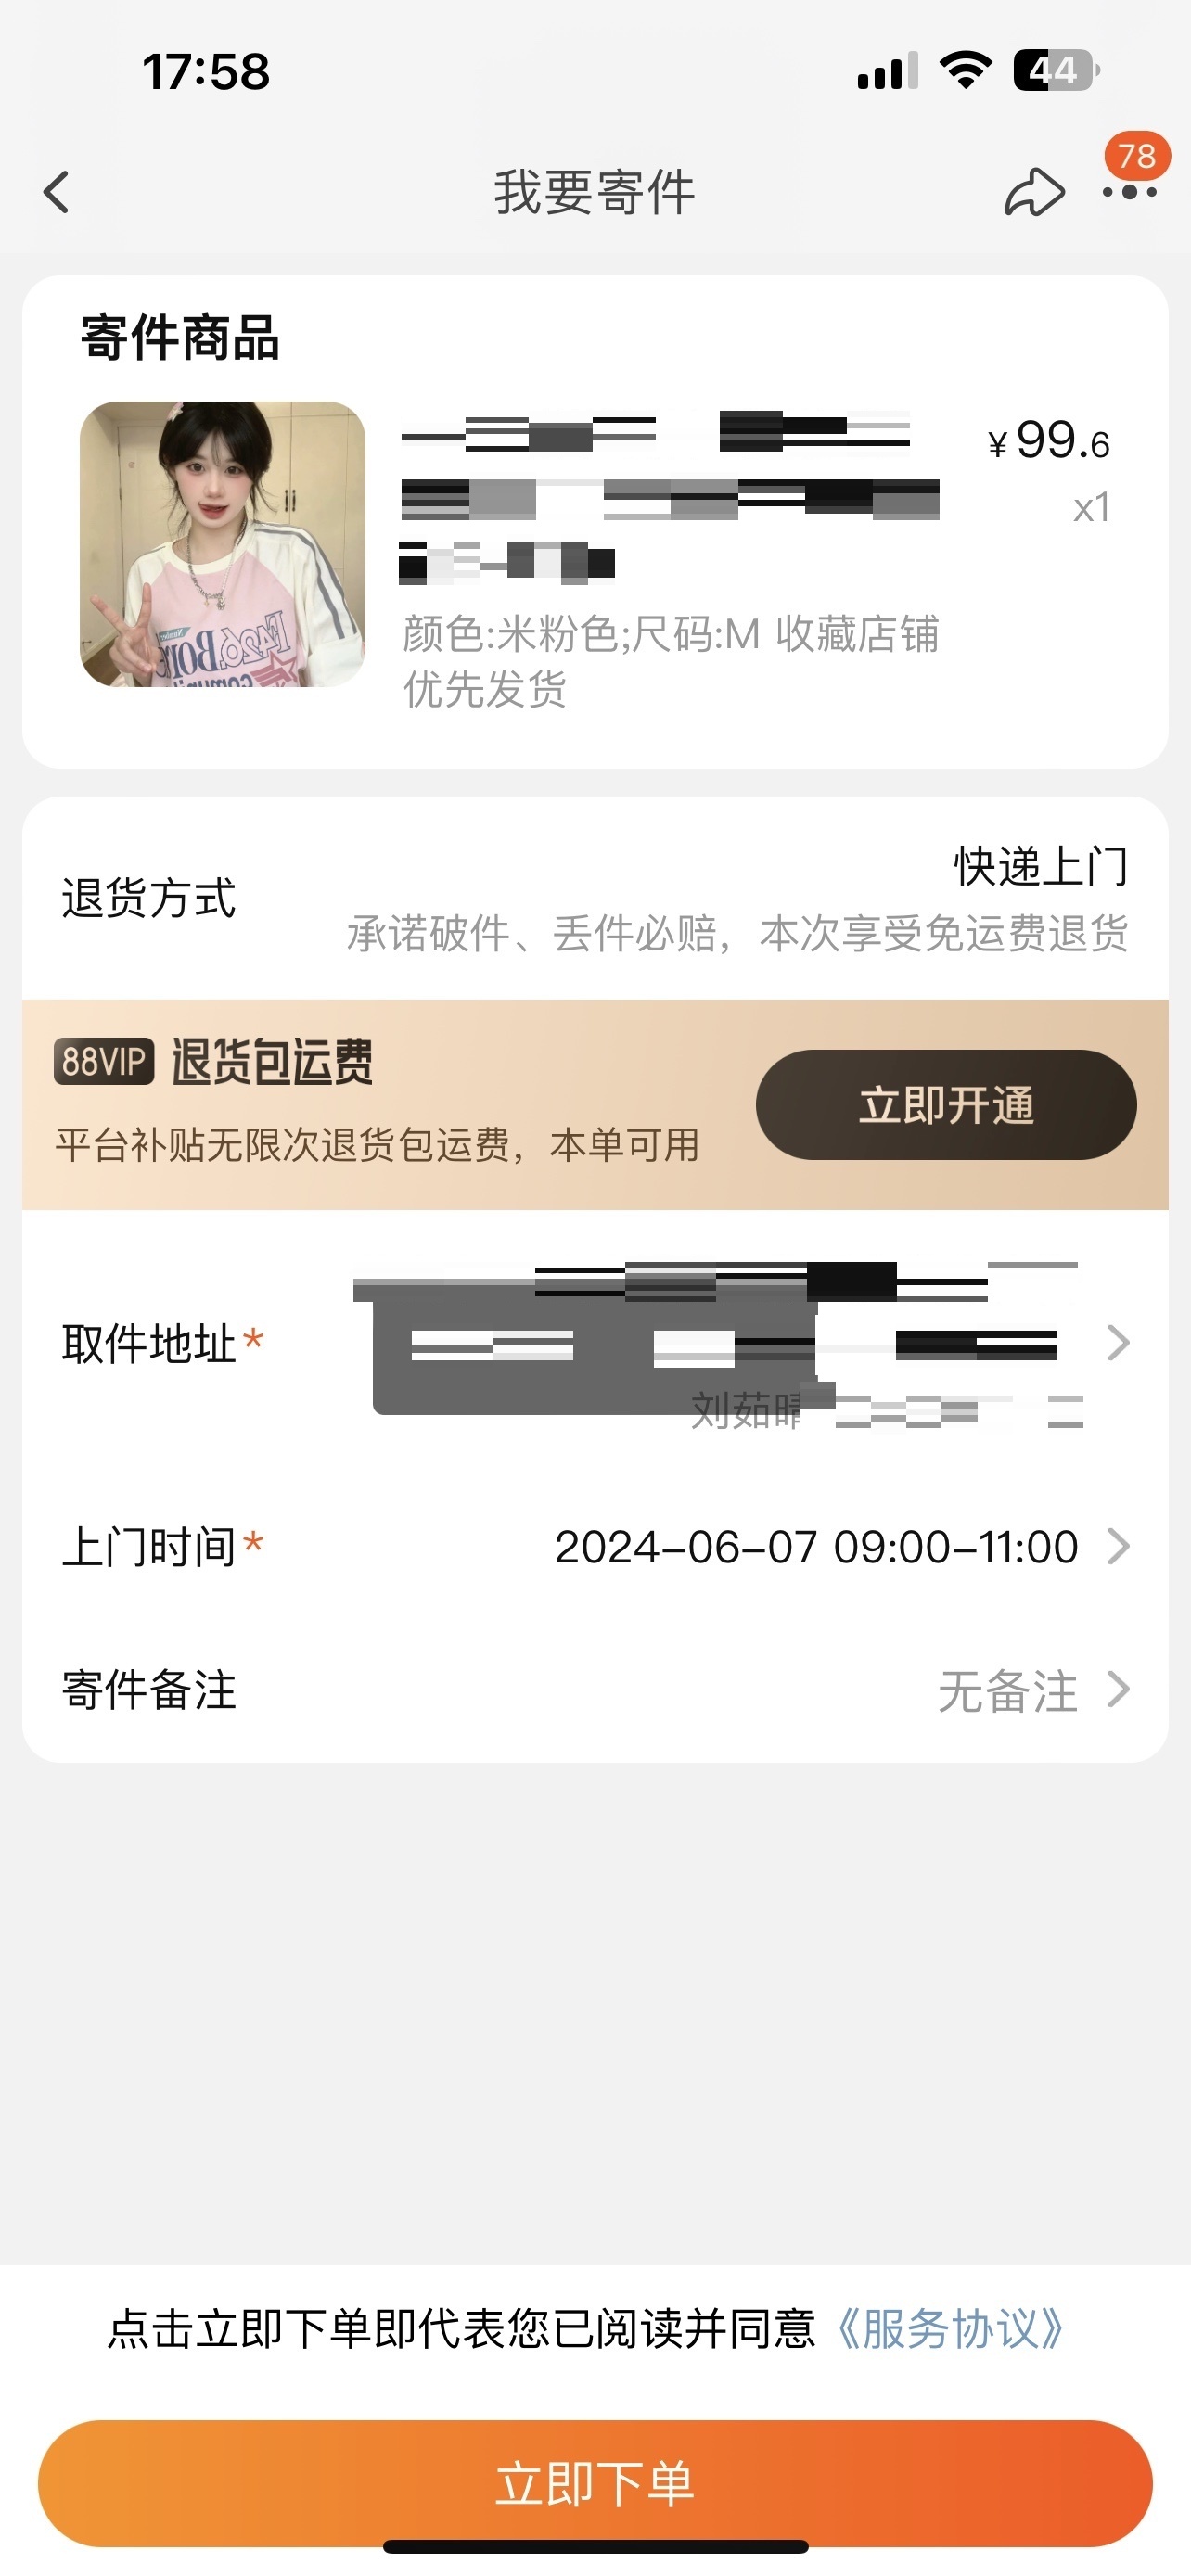 17:58
44
我要寄件
78
寄件商品
¥99.6
x1
颜色:米粉色;尺码:M 收藏店铺
优先发货
快递上门
退货方式
承诺破件、丢件必赔，本次享受免运费退货
88VIP 退货包运费
立即开通
平台补贴无限次退货包运费，本单可用
取件地址*
刘茹晴
上门时间*
2024-06-07 09:00-11:00
寄件备注
无备注
点击立即下单即代表您已阅读并同意《服务协议》
立即下单